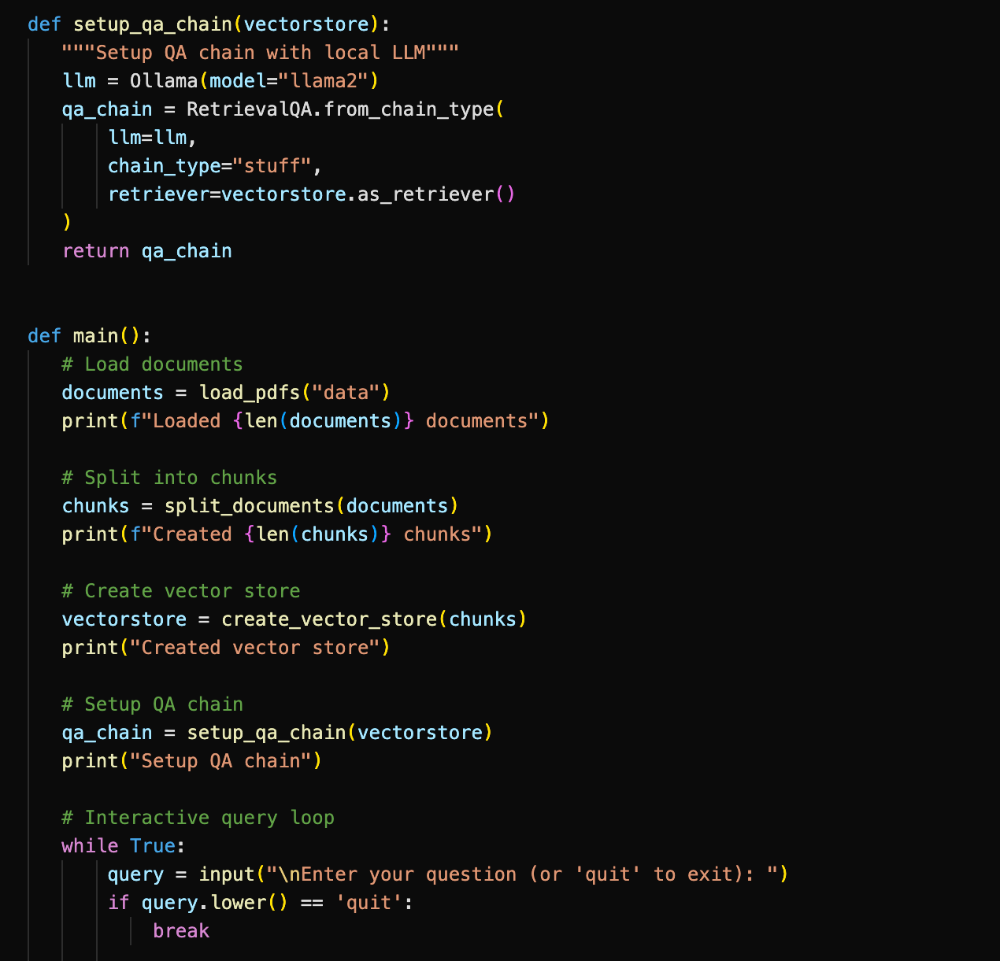 def setup_qa_chain(vectorstore):
"""Setup QA chain with local LLM"""
llm = Ollama(model="llama2")
qa_chain = RetrievalQA.from_chain_type(
llm=llm,
chain_type="stuff",
retriever=vectorstore.as_retriever()
)
return qa_chain
def main():
# Load documents
documents = load_pdfs("data")
print(f"Loaded {len(documents)} documents")
# Split into chunks
chunks = split_documents(documents)
print(f"Created {len(chunks)} chunks")
# Create vector store
vectorstore = create_vector_store(chunks)
print("Created vector store")
# Setup QA chain
qa_chain = setup_qa_chain(vectorstore)
print("Setup QA chain")
# Interactive query loop
while True:
query = input("\nEnter your question (or 'quit' to exit): ")
if query.lower() == 'quit':
break